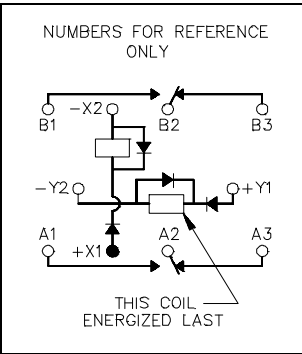 NUMBERS FOR REFERENCE
ONLY
-X2
B1 B2 B3
-Y2 +Y1
A1 +X1 A2 A3
THIS COIL
ENERGIZED LAST